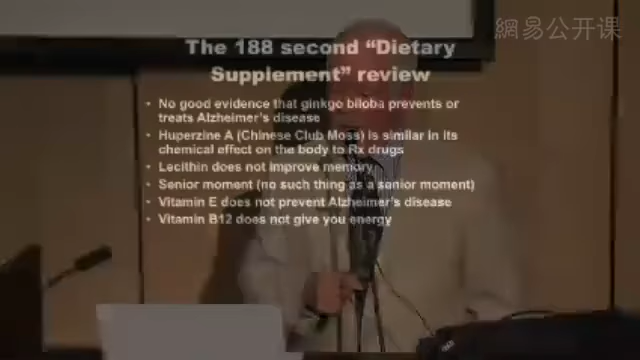 網易公开课
The 188 second “Dietary
Supplement” review
• No good evidence that ginkgo biloba prevents or
treats Alzheimer's disease
• Huperzine A (Chinese Club Moss) is similar in its
chemical effect on the body to Rx drugs
• Lecithin does not improve memory
• Senior moment (no such thing as a senior moment)
• Vitamin E does not prevent Alzheimer's disease
• Vitamin B12 does not give you energy